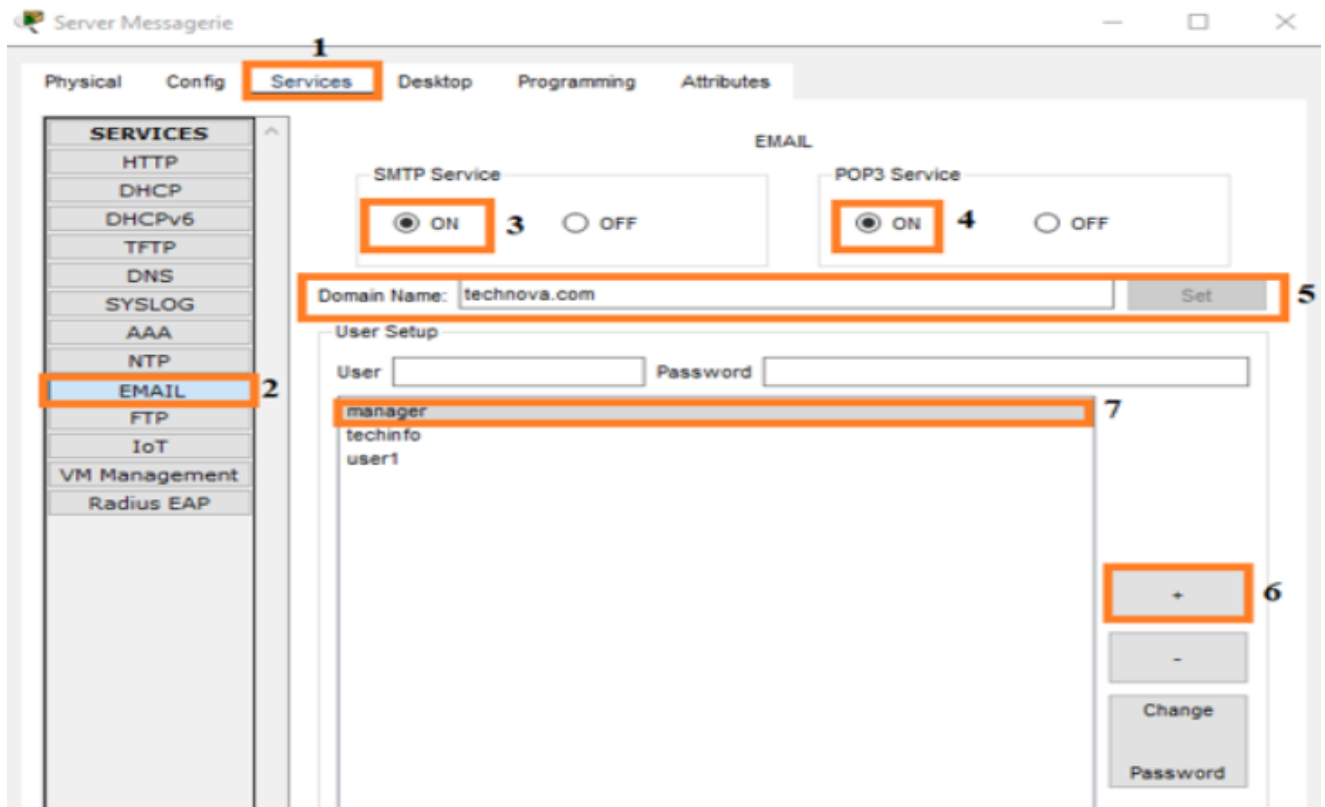 Server Messagerie
1
Physical Config Services Desktop Programming Attributes
SERVICES
HTTP
DHCP
DHCPv6
TFTP
DNS
SYSLOG
AAA
NTP
EMAIL 2
FTP
IoT
VM Management
Radius EAP
EMAIL
SMTP Service POP3 Service
ON 3 OFF ON 4 OFF
Domain Name: technova.com Set 5
User Setup
User Password
manager 7
techinfo
user1
+ 6
-
Change
Password